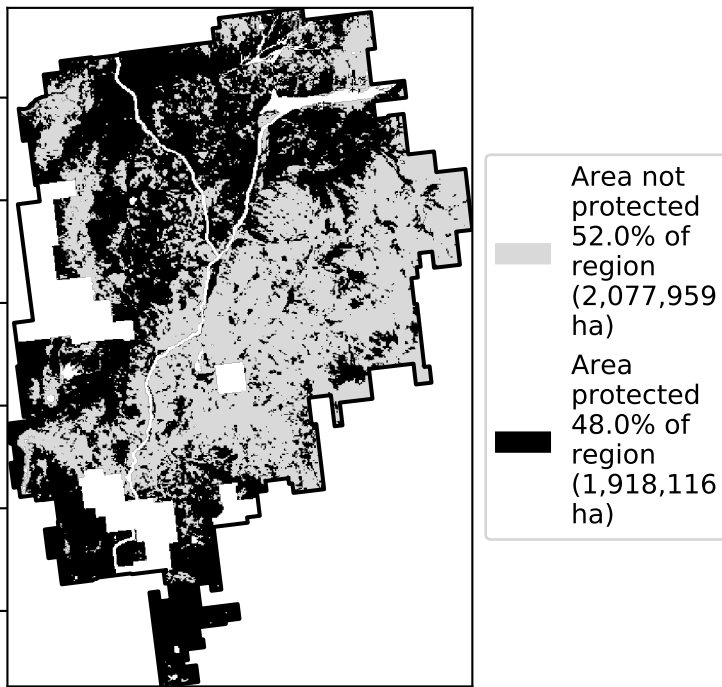 Area not
protected
52.0% of
region
(2,077,959
ha)
Area
protected
48.0% of
region
(1,918,116
ha)